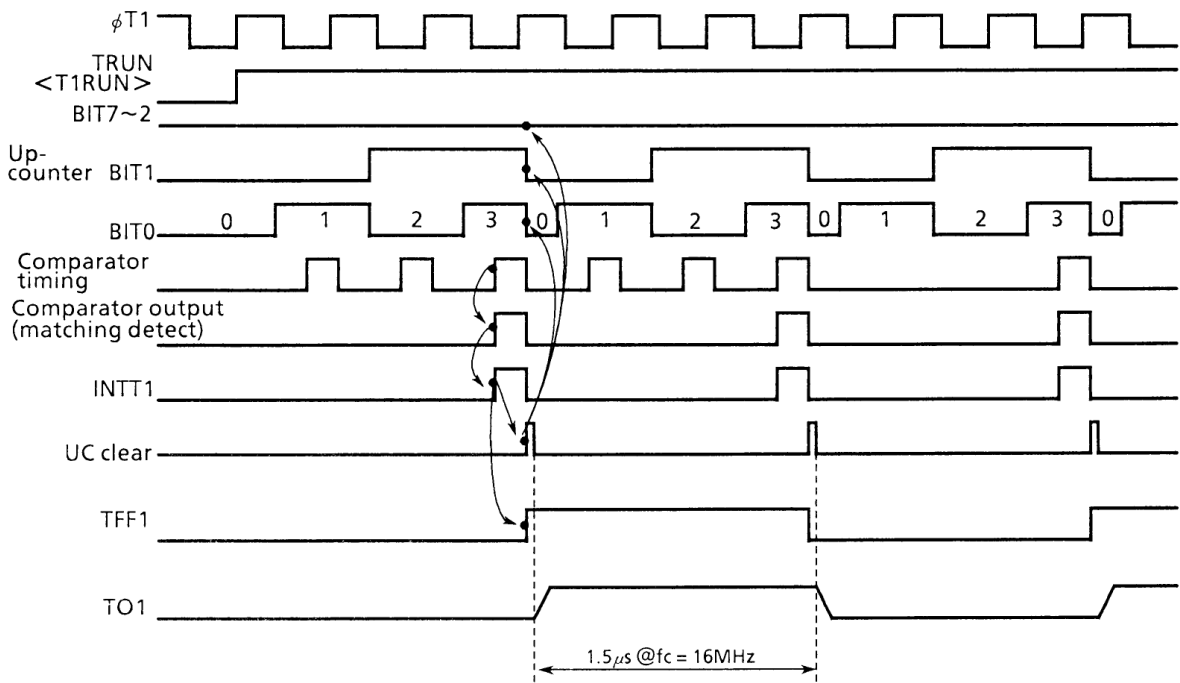 φT1
TRUN
<T1RUN>
BIT7~2
Up-
counter BIT1
BIT0 0 1 2 3 0 1 2 3 0 1 2 3 0
Comparator
timing
Comparator output
(matching detect)
INTT1
UC clear
TFF1
TO1
1.5μs @fc = 16MHz